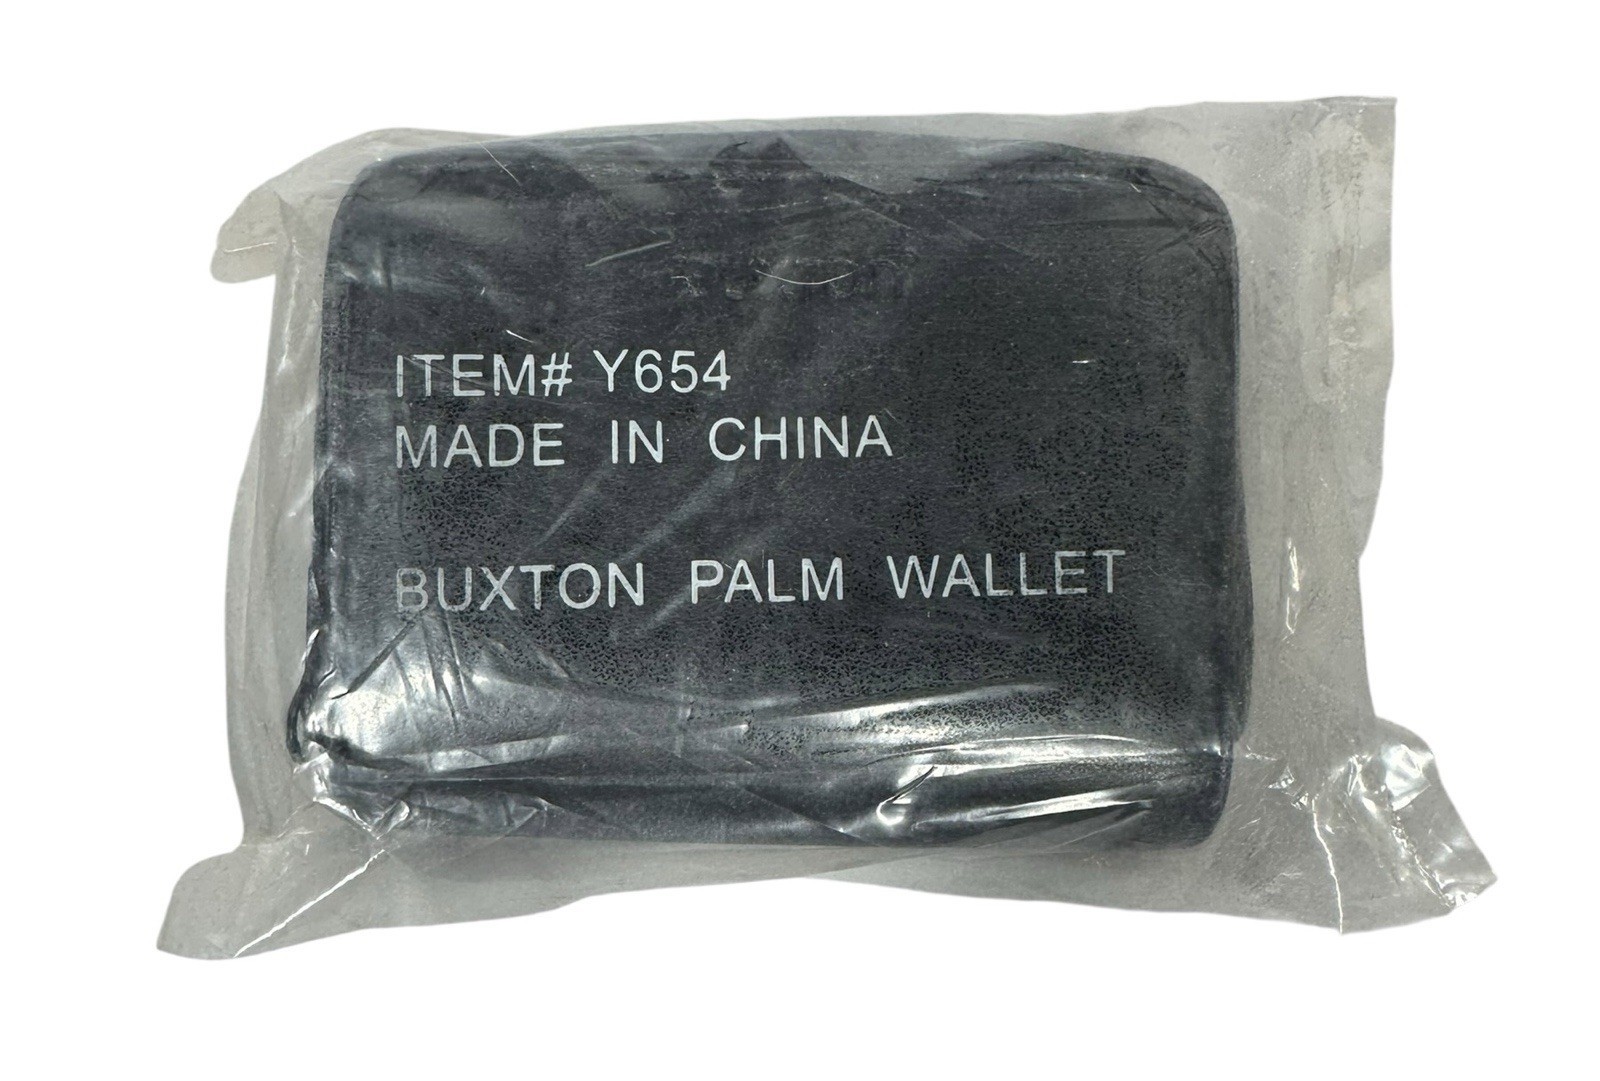 ITEM# Y654
MADE IN CHINA
BUXTON PALM WALLET